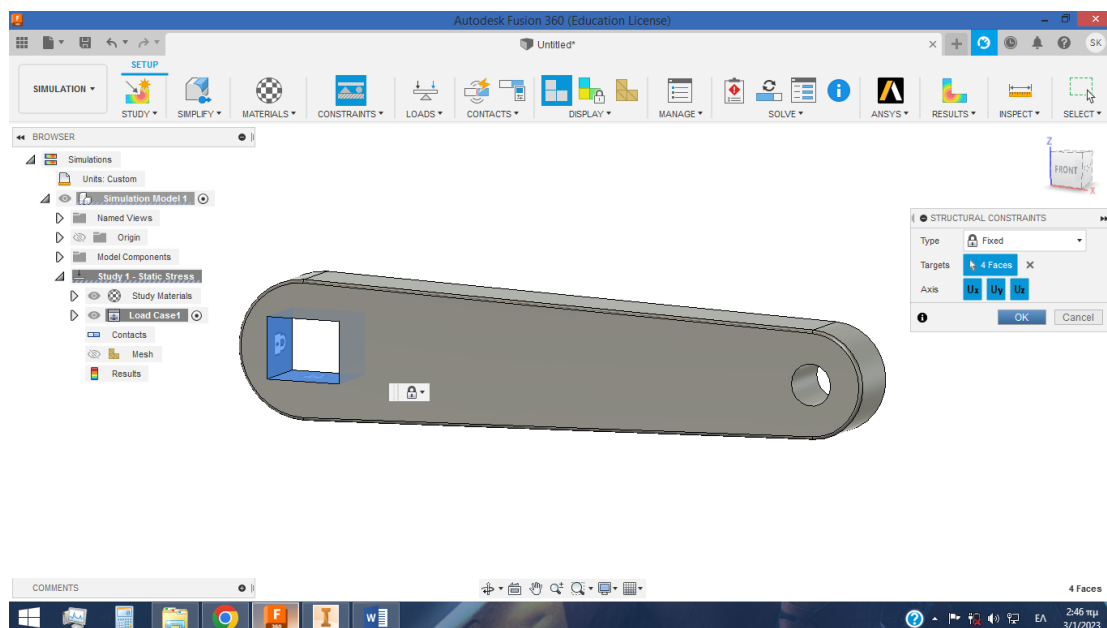 Autodesk Fusion 360 (Education License)
Untitled*
SK
SETUP
SIMULATION
STUDY
SIMPLIFY
MATERIALS
CONSTRAINTS
LOADS
CONTACTS
DISPLAY
MANAGE
SOLVE
ANSYS
RESULTS
INSPECT
SELECT
BROWSER
Simulations
Units: Custom
Simulation Model 1
Named Views
Origin
Model Components
Study 1 - Static Stress
Study Materials
Load Case1
Contacts
Mesh
Results
Z
FRONT
X
STRUCTURAL CONSTRAINTS
Type Fixed
Targets 4 Faces
Axis Ux Uy Uz
OK Cancel
COMMENTS
4 Faces
ΕΛ
2:46 πμ
3/1/2023